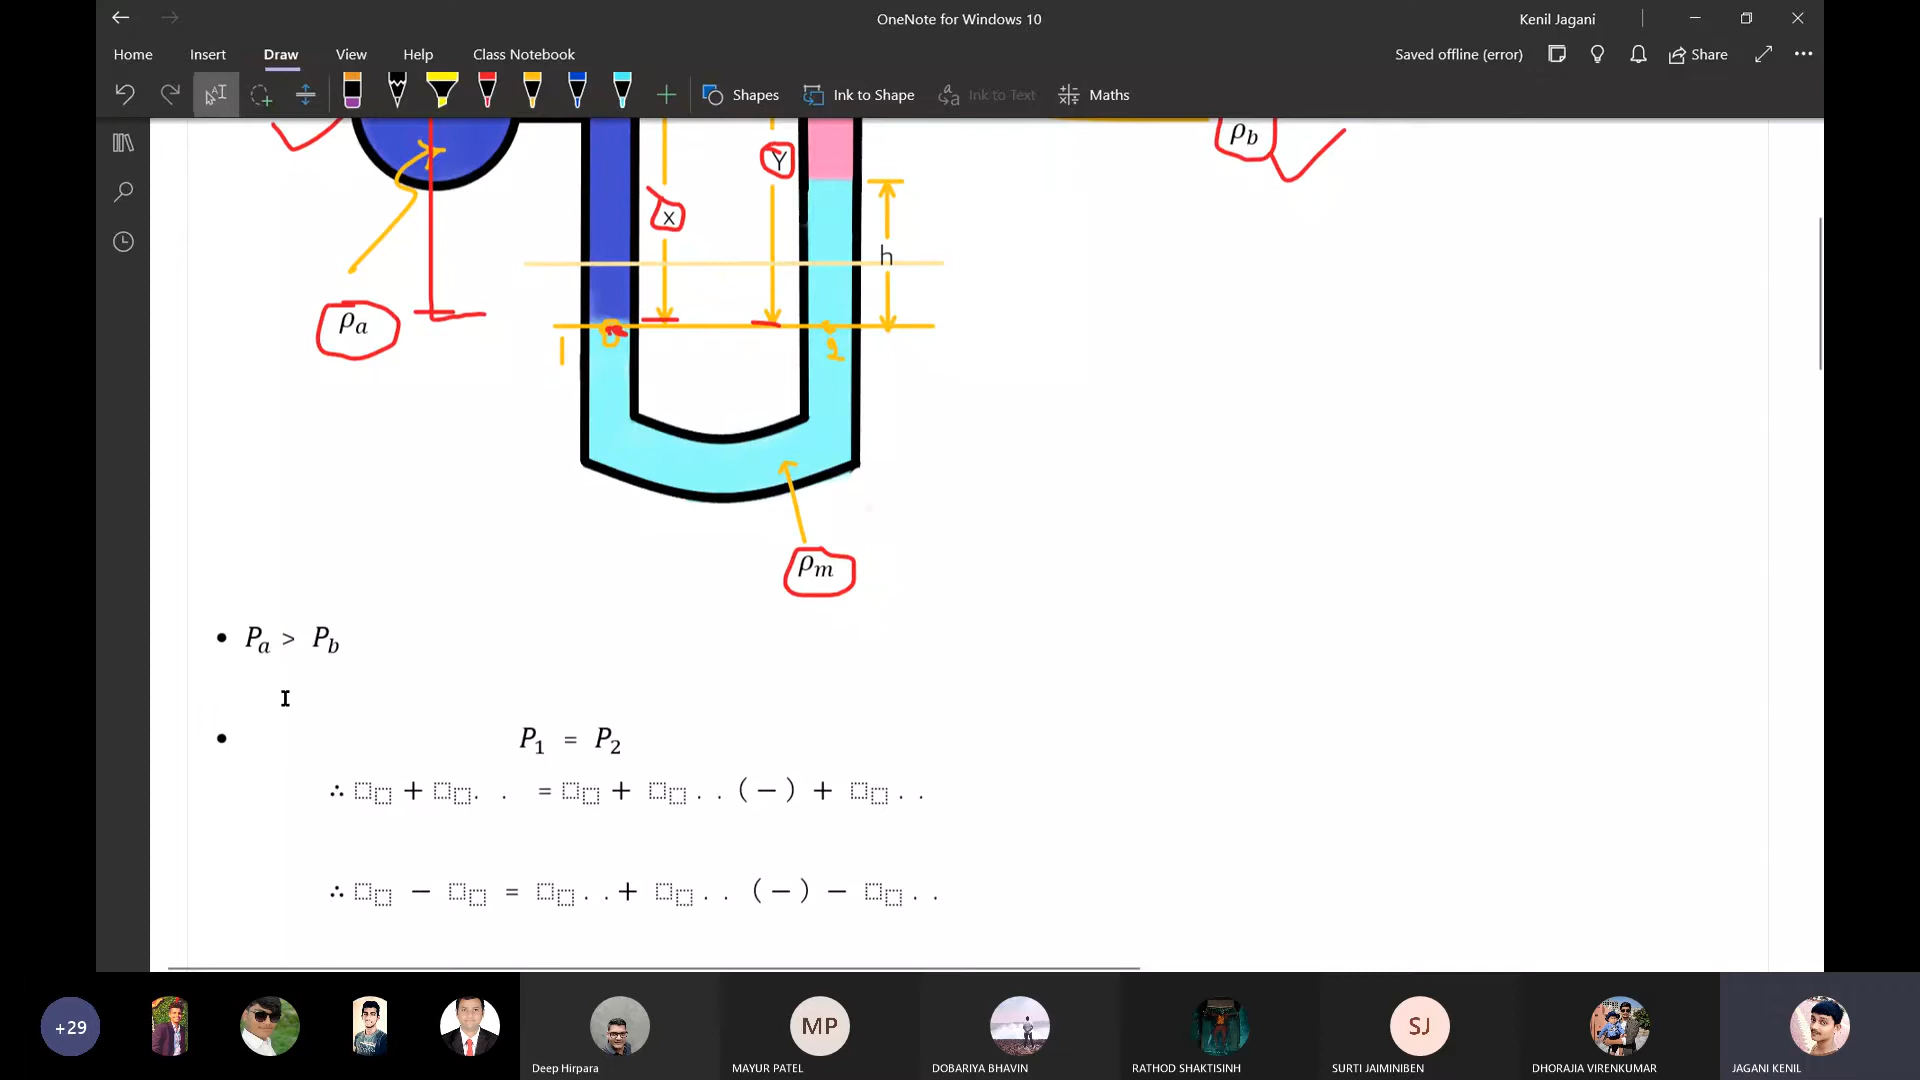 OneNote for Windows 10
Kenil Jagani
Home Insert Draw View Help Class Notebook
Saved offline (error) Share
Shapes Ink to Shape Ink to Text Maths
ρb
Y
x
h
ρa
1
2
ρm
• Pa > Pb
• P1 = P2
∴ ⬚⬚ + ⬚⬚. . = ⬚⬚ + ⬚⬚ . . (−) + ⬚⬚ . .
∴ ⬚⬚ − ⬚⬚ = ⬚⬚ . . + ⬚⬚ . . (−) − ⬚⬚ . .
+29
MP
SJ
Deep Hirpara MAYUR PATEL DOBARIYA BHAVIN RATHOD SHAKTISINH SURTI JAIMINIBEN DHORAJIA VIRENKUMAR JAGANI KENIL